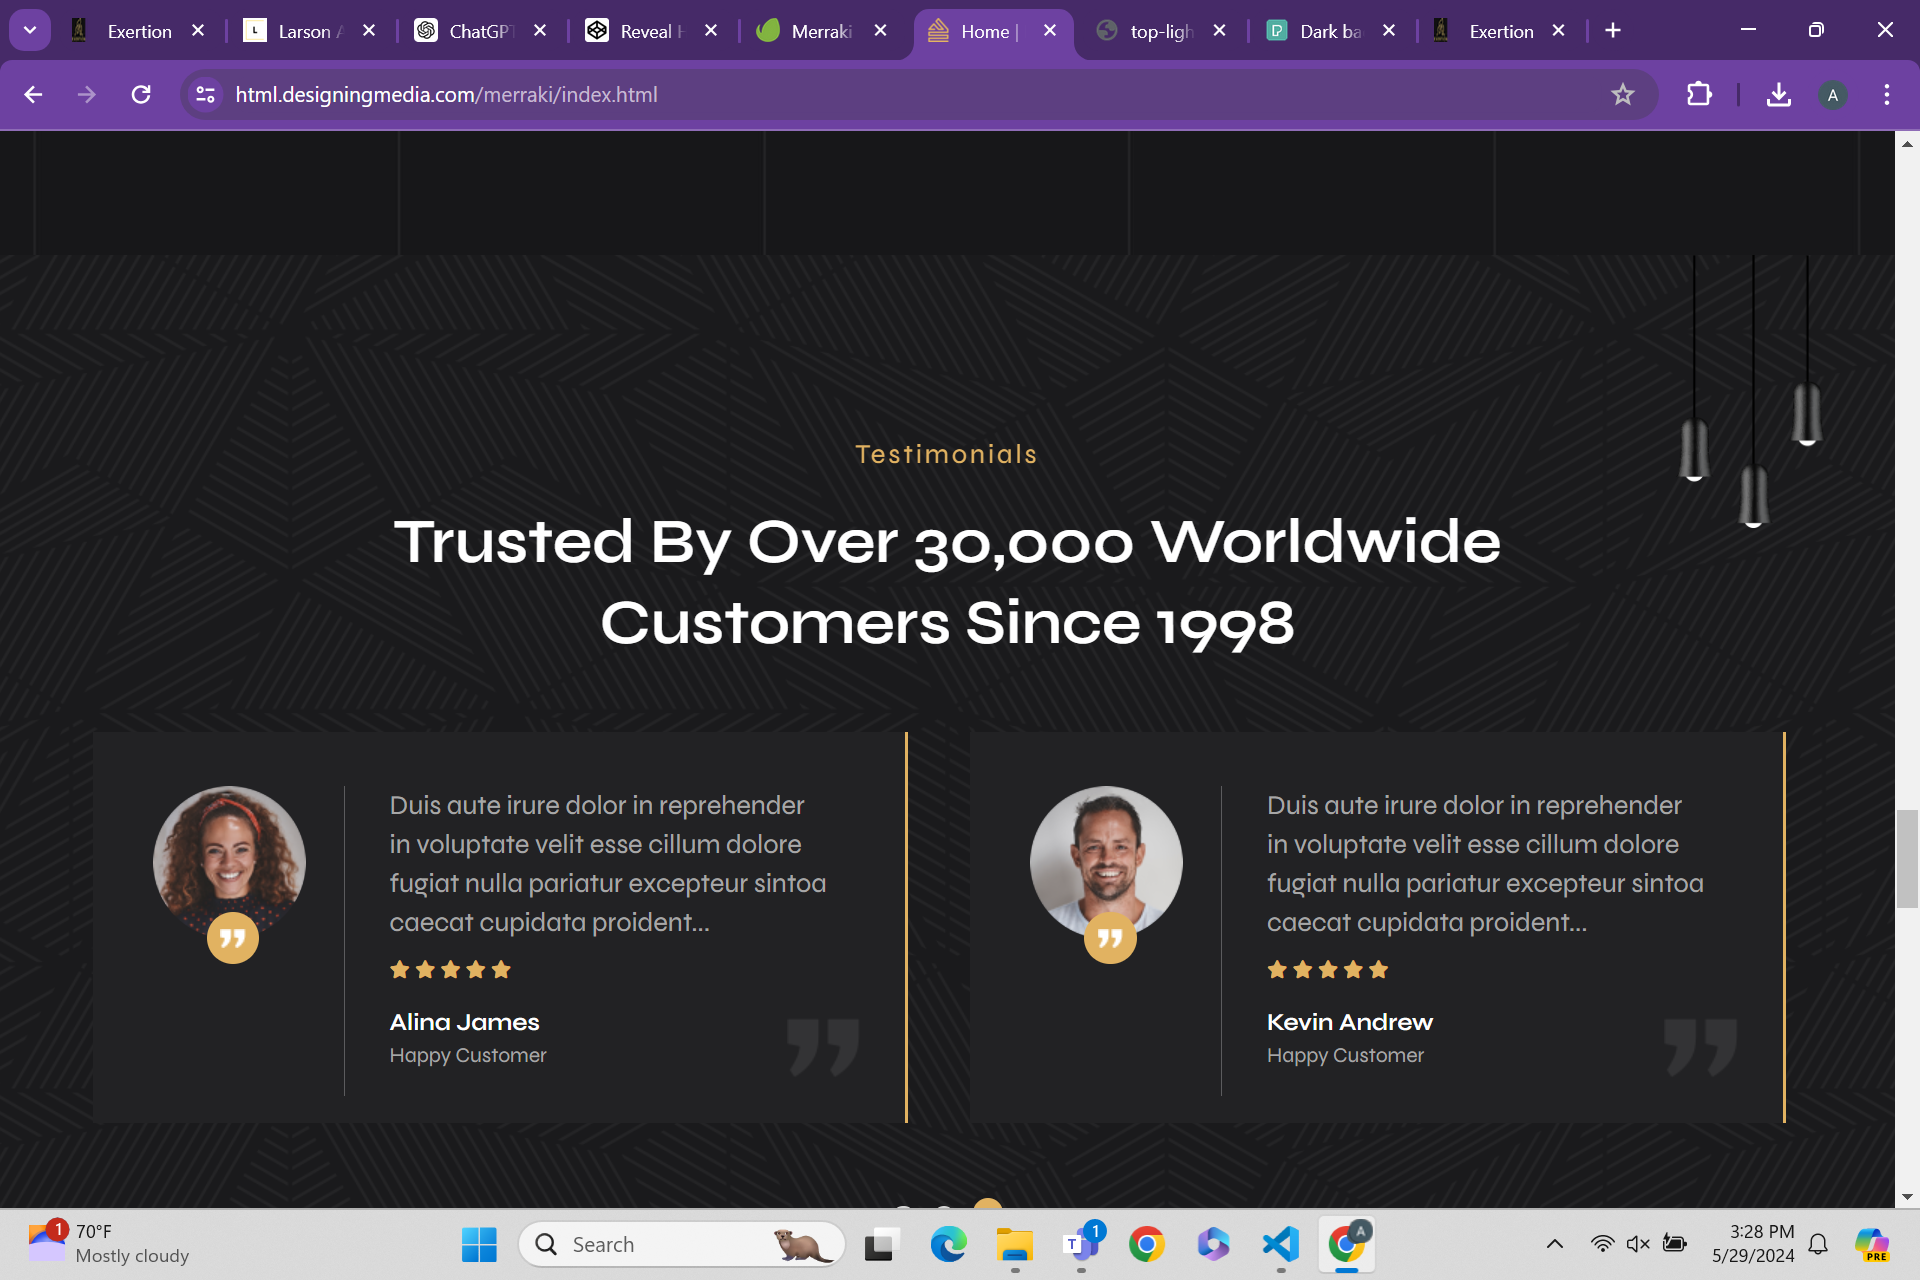 Exertion
L
Larson A
ChatGPT
Reveal H
Merraki
Home |
top-ligh
Dark ba
Exertion
html.designingmedia.com/merraki/index.html
A
Testimonials
Trusted By Over 30,000 Worldwide
Customers Since 1998
Duis aute irure dolor in reprehender
in voluptate velit esse cillum dolore
fugiat nulla pariatur excepteur sintoa
caecat cupidata proident...
Alina James
Happy Customer
Duis aute irure dolor in reprehender
in voluptate velit esse cillum dolore
fugiat nulla pariatur excepteur sintoa
caecat cupidata proident...
Kevin Andrew
Happy Customer
1
70°F
Mostly cloudy
Search
T
1
A
3:28 PM
5/29/2024
PRE